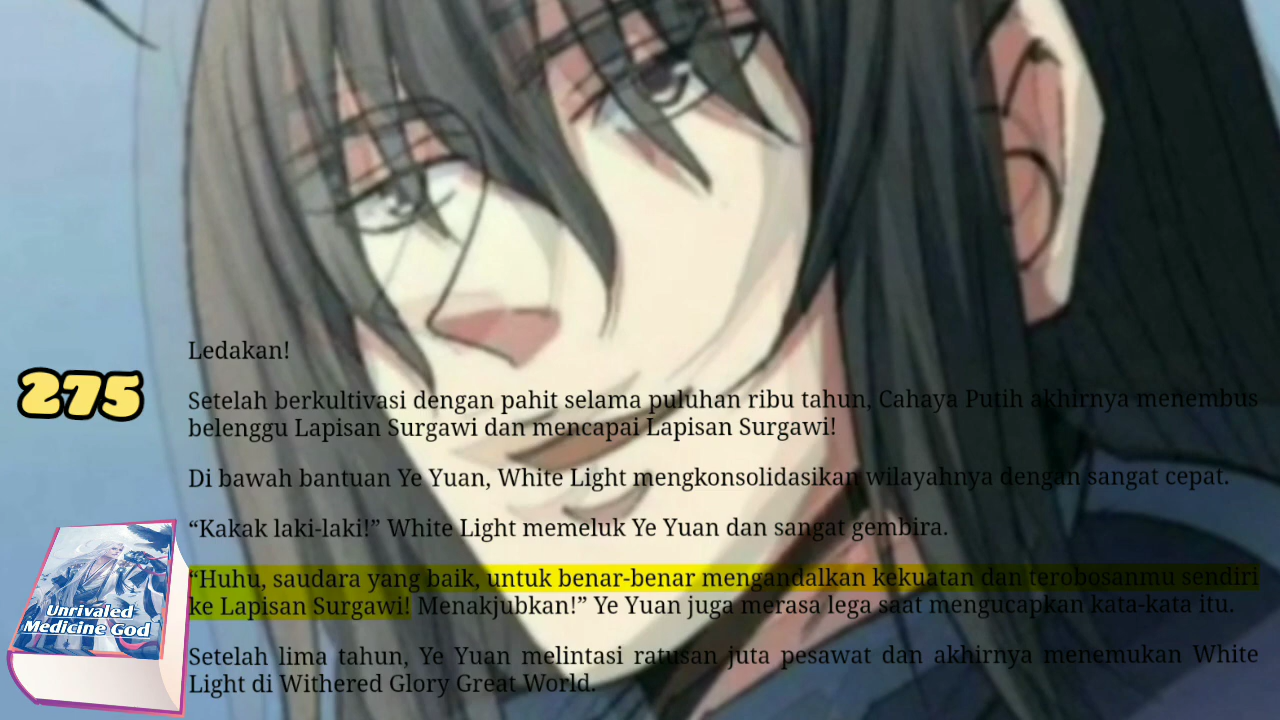 Ledakan!
Setelah berkultivasi dengan pahit selama puluhan ribu tahun, Cahaya Putih akhirnya menembus
belenggu Lapisan Surgawi dan mencapai Lapisan Surgawi!
Di bawah bantuan Ye Yuan, White Light mengkonsolidasikan wilayahnya dengan sangat cepat.
“Kakak laki-laki!” White Light memeluk Ye Yuan dan sangat gembira.
“Huhu, saudara yang baik, untuk benar-benar mengandalkan kekuatan dan terobosanmu sendiri
ke Lapisan Surgawi! Menakjubkan!” Ye Yuan juga merasa lega saat mengucapkan kata-kata itu.
Setelah lima tahun, Ye Yuan melintasi ratusan juta pesawat dan akhirnya menemukan White
Light di Withered Glory Great World.
275
Unrivaled
Medicine God